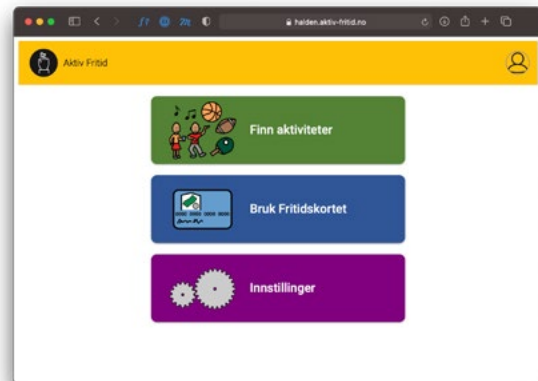 halden.aktiv-fritid.no
Aktiv Fritid
Finn aktiviteter
Bruk Fritidskortet
Innstillinger